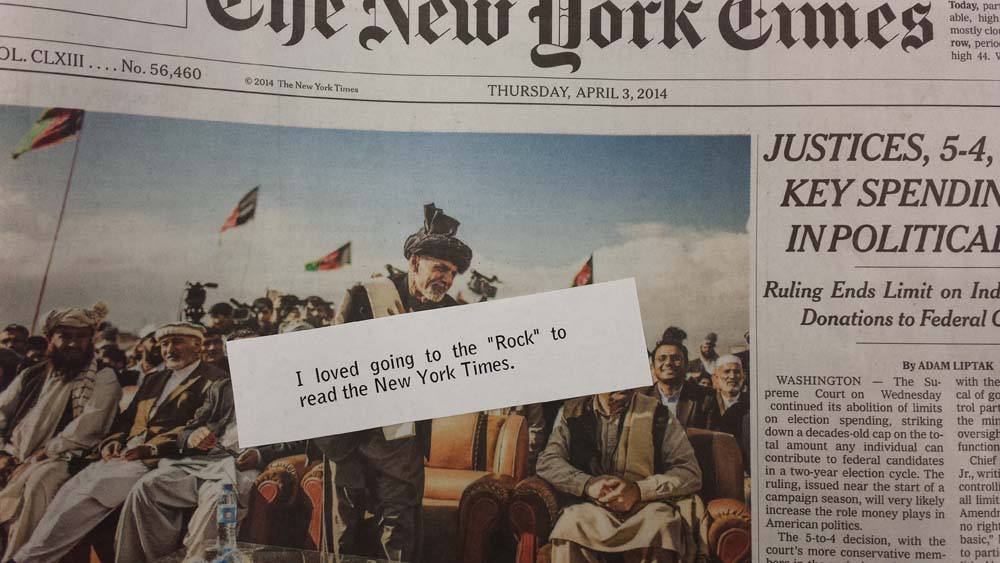 The New York Times
Today, par
able, high
mostly clou
row, perio
high 44. W
OL. CLXIII .... No. 56,460
© 2014 The New York Times
THURSDAY, APRIL 3, 2014
JUSTICES, 5-4,
KEY SPENDIN
IN POLITICAL
Ruling Ends Limit on Ind
Donations to Federal C
By ADAM LIPTAK
WASHINGTON — The Su-
preme Court on Wednesday
continued its abolition of limits
on election spending, striking
down a decades-old cap on the to-
tal amount any individual can
contribute to federal candidates
in a two-year election cycle. The
ruling, issued near the start of a
campaign season, will very likely
increase the role money plays in
American politics.
The 5-to-4 decision, with the
court's more conservative mem-
with the
cal of go
trol part
the min
oversigh
function
Chief
Jr., writi
controlli
all limit
Amendm
no right
basic,"
to parti
I loved going to the "Rock" to
read the New York Times.